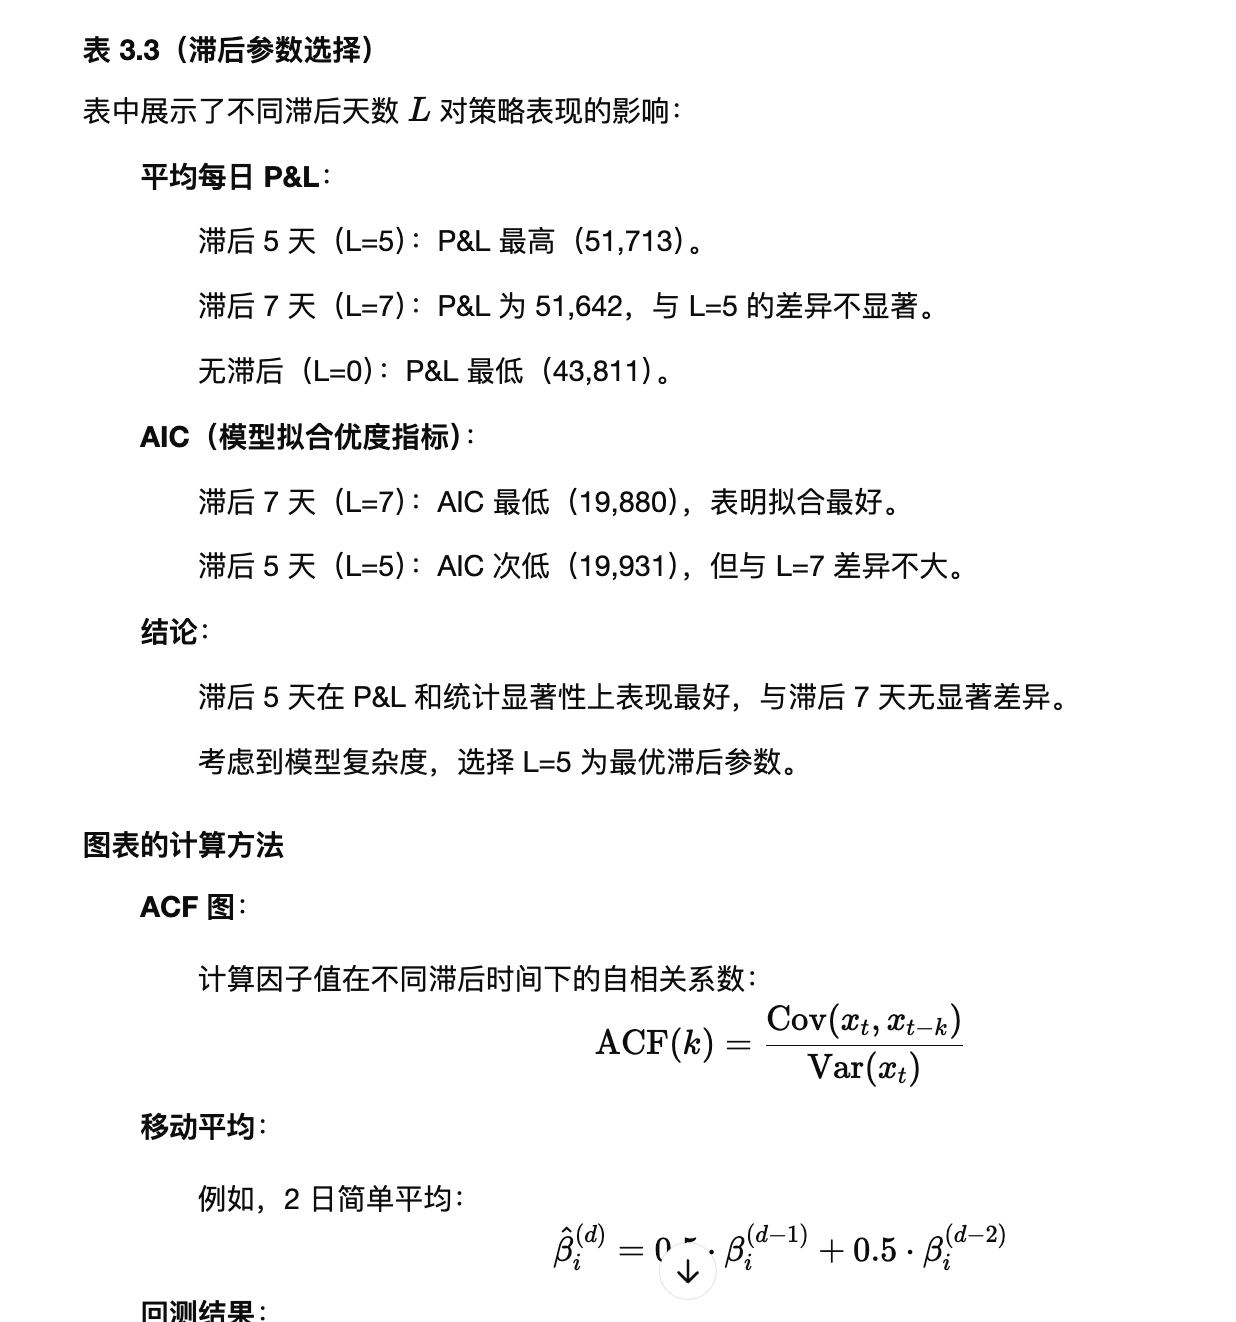 表 3.3（滞后参数选择）
表中展示了不同滞后天数 L 对策略表现的影响：
平均每日 P&L：
滞后 5 天（L=5）：P&L 最高（51,713）。
滞后 7 天（L=7）：P&L 为 51,642，与 L=5 的差异不显著。
无滞后（L=0）：P&L 最低（43,811）。
AIC（模型拟合优度指标）：
滞后 7 天（L=7）：AIC 最低（19,880），表明拟合最好。
滞后 5 天（L=5）：AIC 次低（19,931），但与 L=7 差异不大。
结论：
滞后 5 天在 P&L 和统计显著性上表现最好，与滞后 7 天无显著差异。
考虑到模型复杂度，选择 L=5 为最优滞后参数。
图表的计算方法
ACF 图：
计算因子值在不同滞后时间下的自相关系数：
ACF(k) = Cov(x_t, x_{t−k}) / Var(x_t)
移动平均：
例如，2 日简单平均：
β̂_i^{(d)} = 0.5 · β_i^{(d−1)} + 0.5 · β_i^{(d−2)}
回测结果：